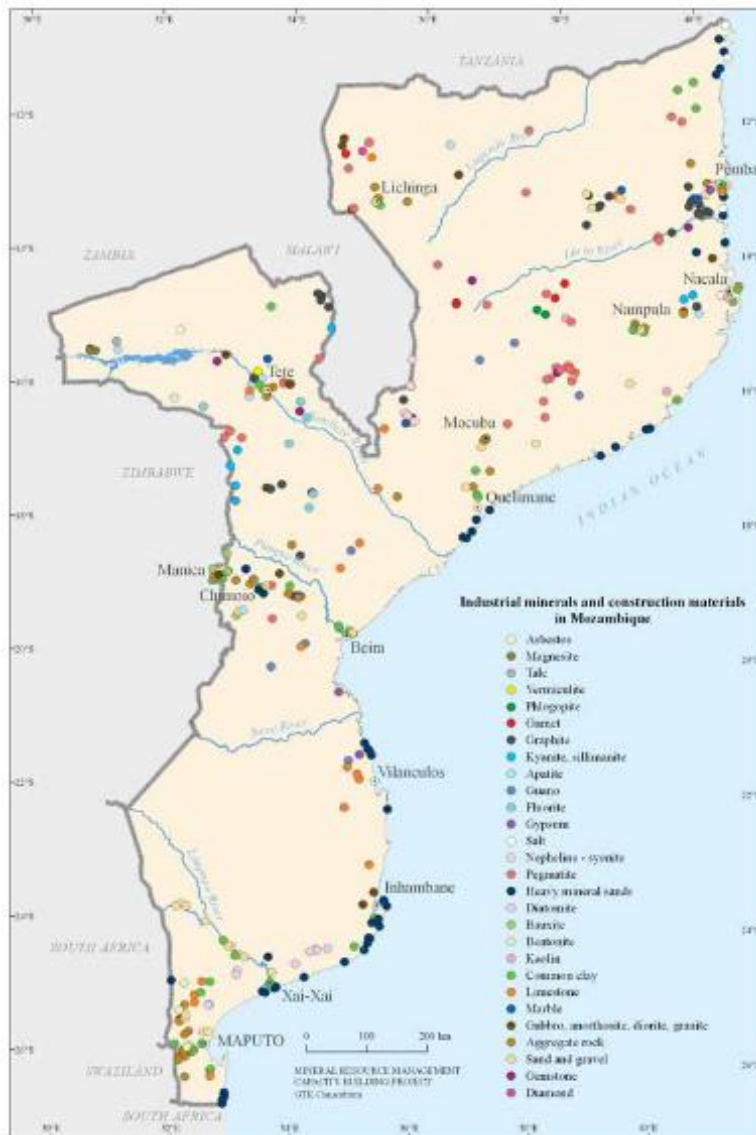 TANZANIA
Pemba
Lichinga
ZAMBIA
MALAWI
Nacala
Nampula
Tete
Mocuba
ZIMBABWE
Quelimane
INDIAN OCEAN
Manica
Chimoio
Beira
Vilanculos
Inhambane
SOUTH AFRICA
Xai-Xai
MAPUTO
SWAZILAND
SOUTH AFRICA
Industrial minerals and construction materials
in Mozambique
Asbestos
Magnesite
Talc
Vermiculite
Phlogopite
Garnet
Graphite
Kyanite, sillimanite
Apatite
Guano
Fluorite
Gypsum
Salt
Nepheline - syenite
Pegmatite
Heavy mineral sands
Diatomite
Bauxite
Bentonite
Kaolin
Common clay
Limestone
Marble
Gabbro, anorthosite, diorite, granite
Aggregate rock
Sand and gravel
Gemstone
Diamond
0 100 200 km
MINERAL RESOURCE MANAGEMENT
CAPACITY BUILDING PROJECT
GTK Consortium